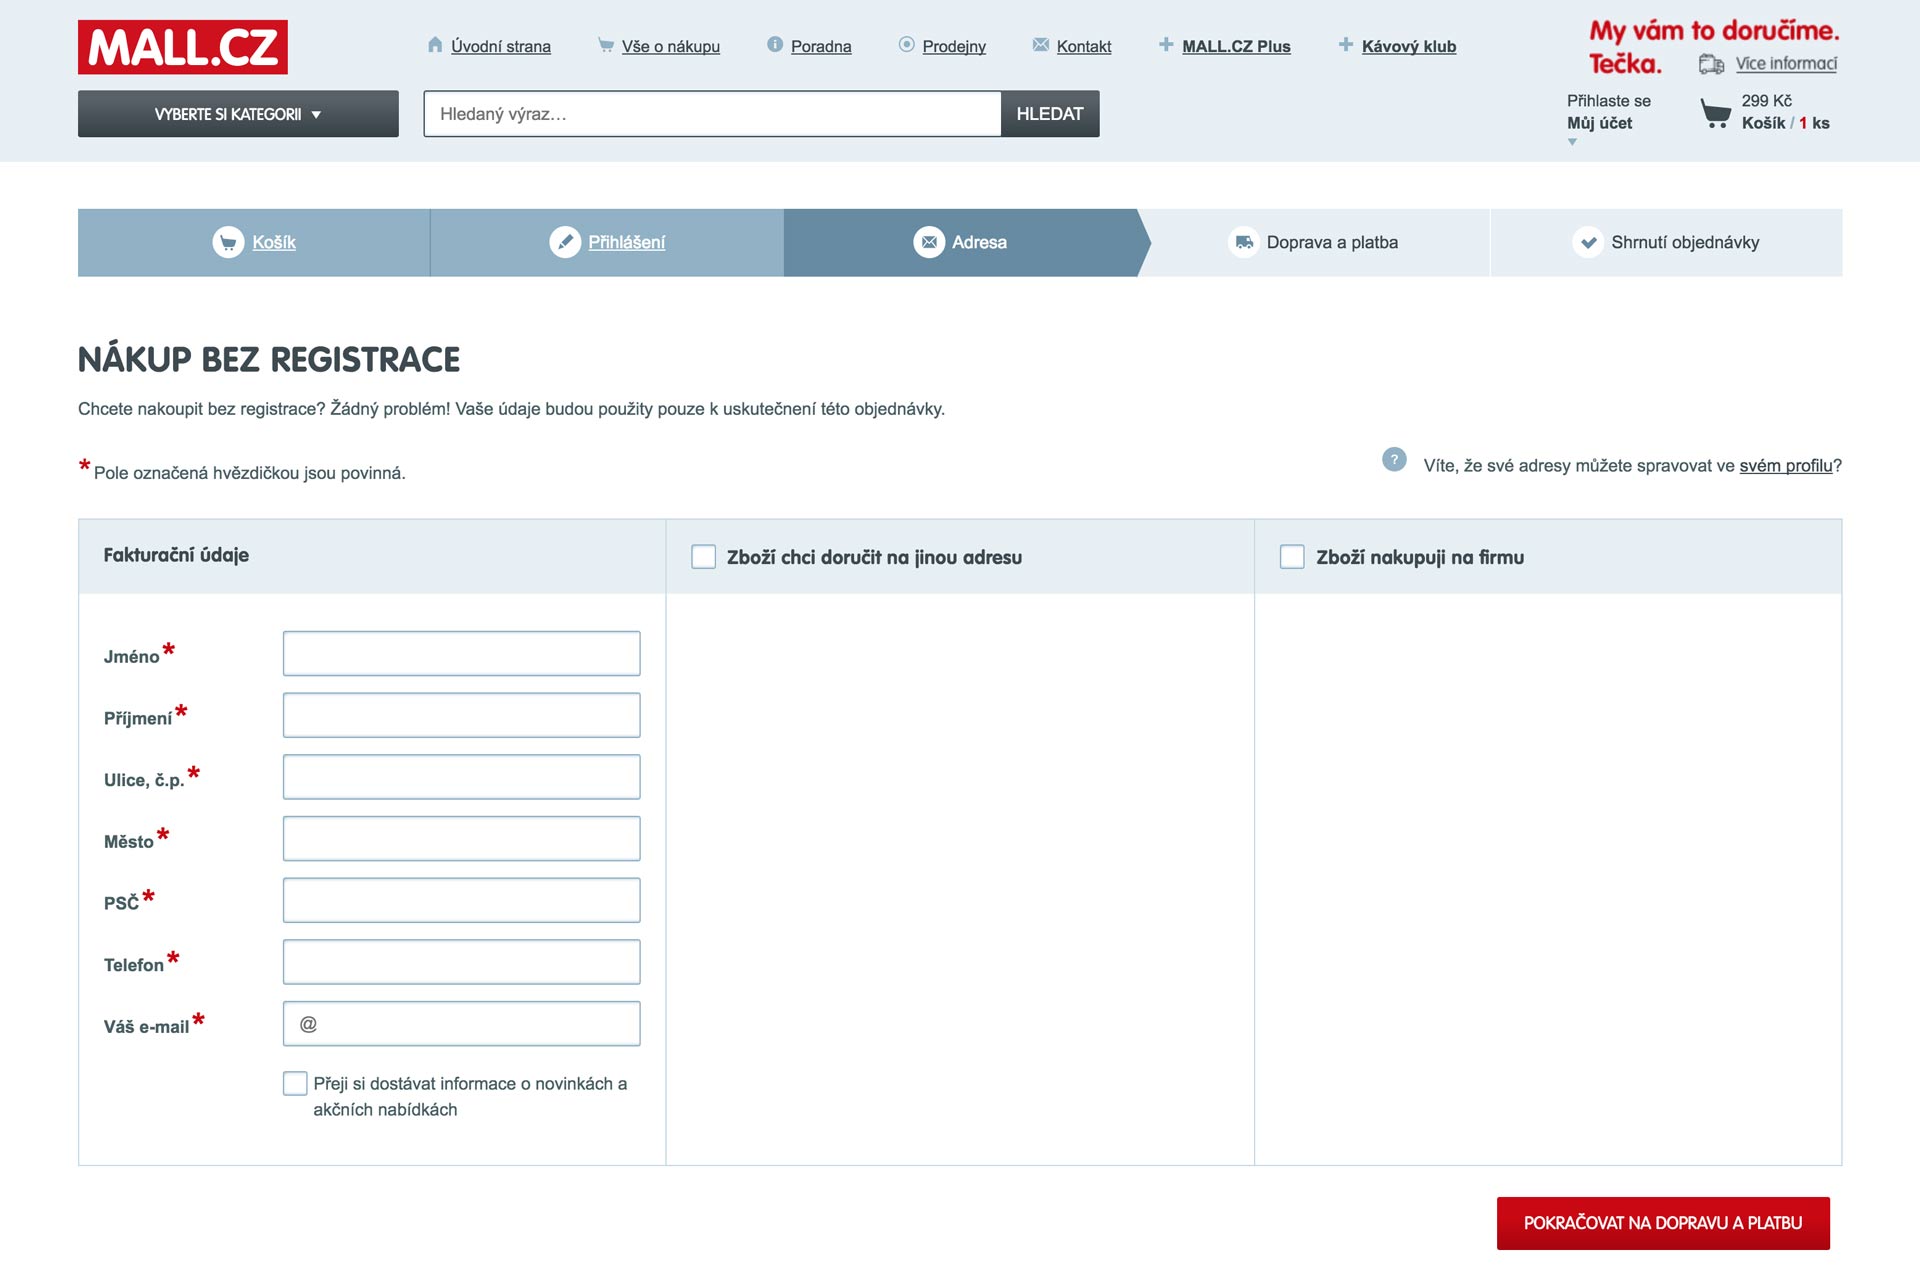 MALL.CZ
Úvodní strana
Vše o nákupu
Poradna
Prodejny
Kontakt
MALL.CZ Plus
Kávový klub
My vám to doručíme.
Tečka.
Více informací
VYBERTE SI KATEGORII
Hledaný výraz…
HLEDAT
Přihlaste se
Můj účet
299 Kč
Košík / 1 ks
Košík
Přihlášení
Adresa
Doprava a platba
Shrnutí objednávky
NÁKUP BEZ REGISTRACE
Chcete nakoupit bez registrace? Žádný problém! Vaše údaje budou použity pouze k uskutečnení této objednávky.
* Pole označená hvězdičkou jsou povinná.
? Víte, že své adresy můžete spravovat ve svém profilu?
Fakturační údaje
Zboží chci doručit na jinou adresu
Zboží nakupuji na firmu
Jméno *
Příjmení *
Ulice, č.p. *
Město *
PSČ *
Telefon *
Váš e-mail *
@
Přeji si dostávat informace o novinkách a
akčních nabídkách
POKRAČOVAT NA DOPRAVU A PLATBU